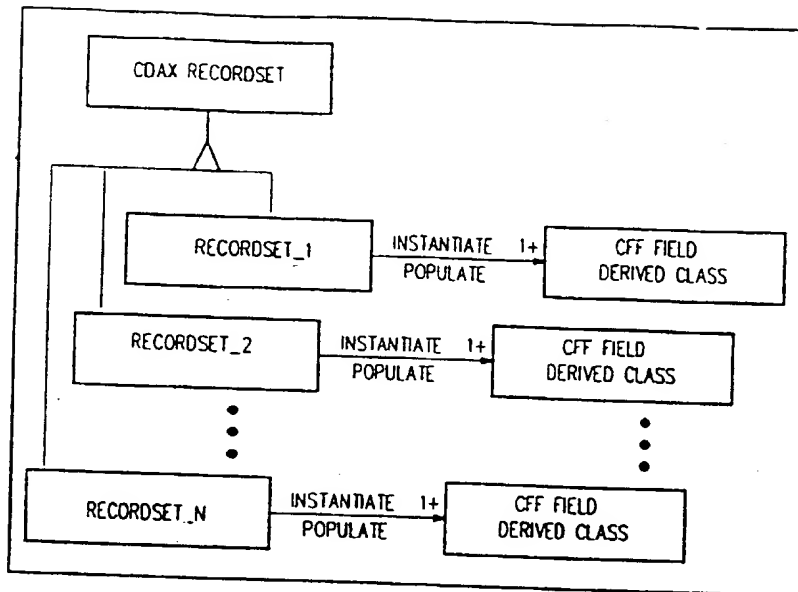 CDAX RECORDSET
RECORDSET_1
INSTANTIATE 1+
POPULATE
CFF FIELD
DERIVED CLASS
RECORDSET_2
INSTANTIATE 1+
POPULATE
CFF FIELD
DERIVED CLASS
RECORDSET_N
INSTANTIATE 1+
POPULATE
CFF FIELD
DERIVED CLASS